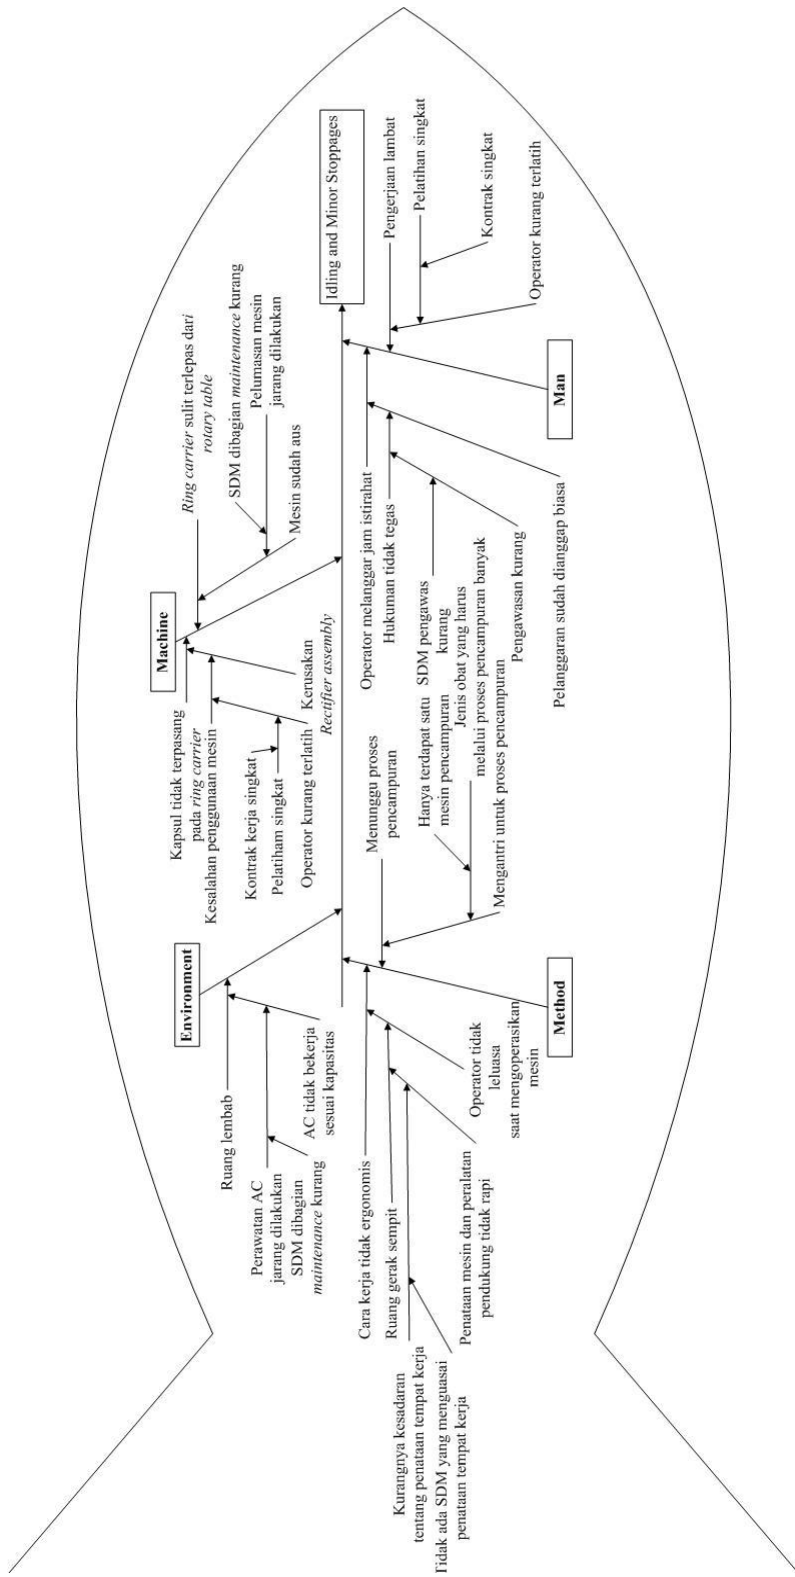 Environment
Ruang lembab
Perawatan AC
jarang dilakukan
SDM dibagian
maintenance kurang
AC tidak bekerja
sesuai kapasitas
Machine
Kapsul tidak terpasang
pada ring carrier
Kesalahan penggunaan mesin
Kontrak kerja singkat
Pelatiham singkat
Operator kurang terlatih
Kerusakan
Rectifier assembly
Ring carrier sulit terlepas dari
rotary table
SDM dibagian maintenance kurang
Pelumasan mesin
jarang dilakukan
Mesin sudah aus
Idling and Minor Stoppages
Cara kerja tidak ergonomis
Ruang gerak sempit
Kurangnya kesadaran
tentang penataan tempat kerja
Tidak ada SDM yang menguasai
penataan tempat kerja
Penataan mesin dan peralatan
pendukung tidak rapi
Operator tidak
leluasa
saat mengoperasikan
mesin
Method
Menunggu proses
pencampuran
Hanya terdapat satu
mesin pencampuran
Jenis obat yang harus
melalui proses pencampuran banyak
Mengantri untuk proses pencampuran
Operator melanggar jam istirahat
Hukuman tidak tegas
SDM pengawas
kurang
Pengawasan kurang
Pelanggaran sudah dianggap biasa
Man
Pengerjaan lambat
Pelatihan singkat
Kontrak singkat
Operator kurang terlatih